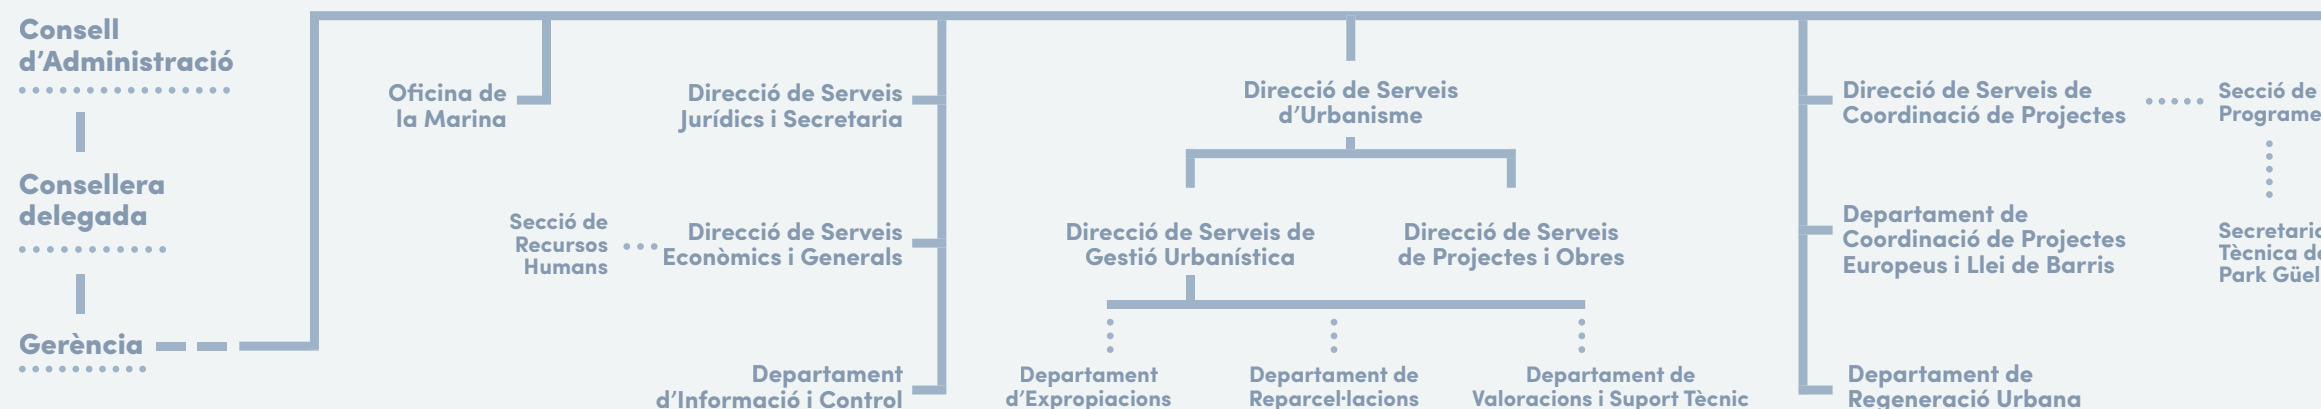 Consell
d'Administració
Consellera
delegada
Gerència
Oficina de
la Marina
Direcció de Serveis
Jurídics i Secretaria
Secció de
Recursos
Humans
Direcció de Serveis
Econòmics i Generals
Departament
d'Informació i Control
Direcció de Serveis
d'Urbanisme
Direcció de Serveis de
Gestió Urbanística
Direcció de Serveis
de Projectes i Obres
Departament
d'Expropiacions
Departament de
Reparcel·lacions
Departament de
Valoracions i Suport Tècnic
Direcció de Serveis de
Coordinació de Projectes
Departament de
Coordinació de Projectes
Europeus i Llei de Barris
Departament de
Regeneració Urbana
Secció de
Tècnica
Park